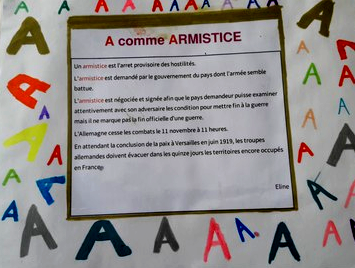 A A A A A A
A
A comme ARMISTICE
A
Un armistice est l'arret provisoire des hostilités.
L'armistice est demandé par le gouvernement du pays dont l'armée semble
battue.
L'armistice est négociée et signée afin que le pays demandeur puisse examiner
attentivement avec son adversaire les condition pour mettre fin à la guerre
mais il ne marque pas la fin officielle d'une guerre.
L'Allemagne cesse les combats le 11 novembre à 11 heures.
En attendant la conclusion de la paix à Versailles en juin 1919, les troupes
allemandes doivent évacuer dans les quinze jours les territoires encore occupés
en France.
Eline
A A A A A A A A